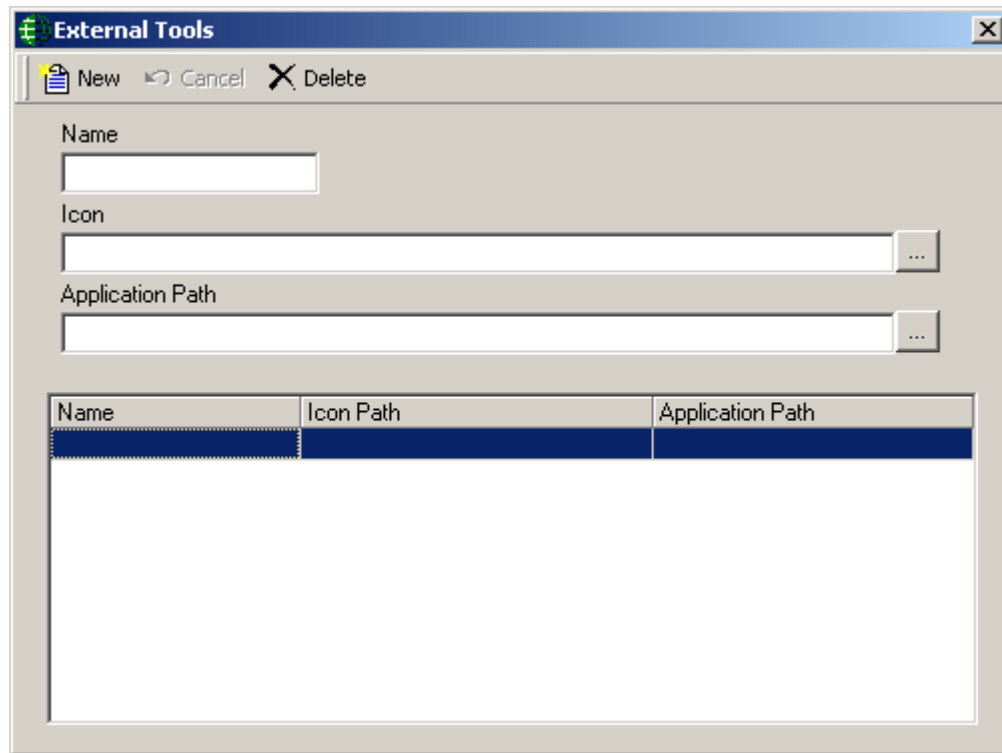 External Tools
New Cancel Delete
Name
Icon
...
Application Path
...
Name Icon Path Application Path